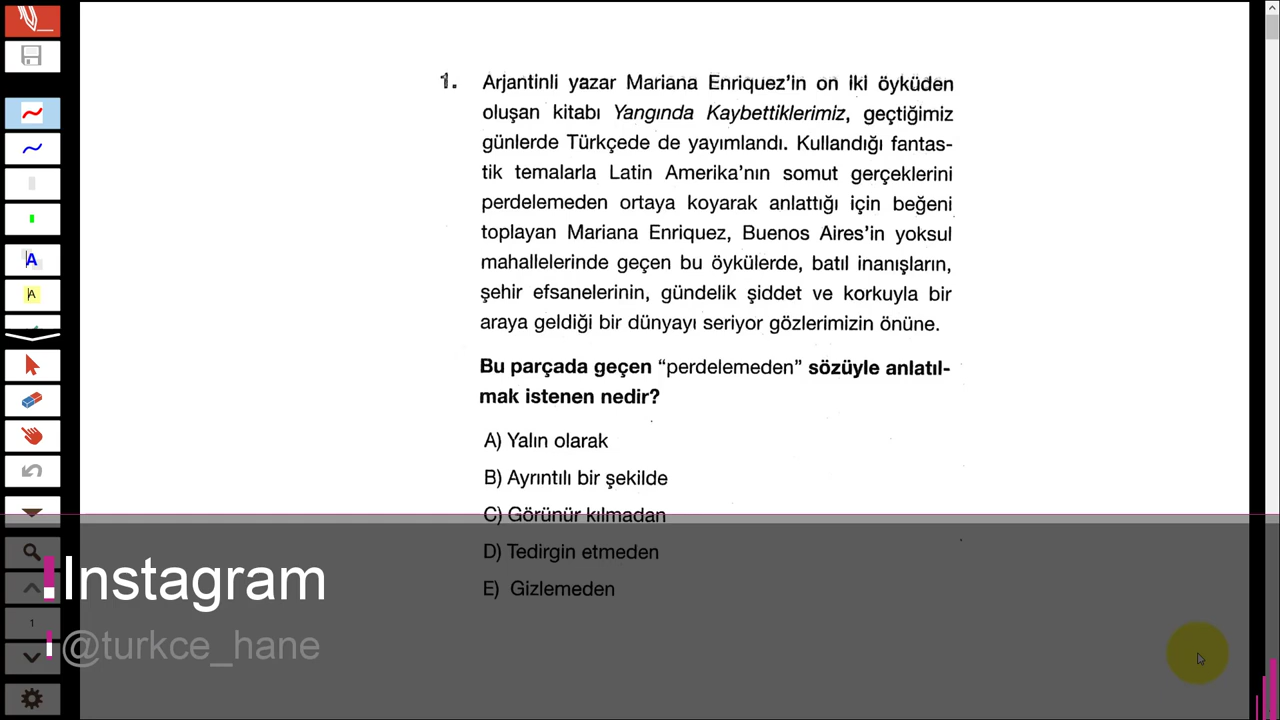 1. Arjantinli yazar Mariana Enriquez'in on iki öyküden
oluşan kitabı Yangında Kaybettiklerimiz, geçtiğimiz
günlerde Türkçede de yayımlandı. Kullandığı fantas-
tik temalarla Latin Amerika'nın somut gerçeklerini
perdelemeden ortaya koyarak anlattığı için beğeni
toplayan Mariana Enriquez, Buenos Aires'in yoksul
mahallelerinde geçen bu öykülerde, batıl inanışların,
şehir efsanelerinin, gündelik şiddet ve korkuyla bir
araya geldiği bir dünyayı seriyor gözlerimizin önüne.
Bu parçada geçen "perdelemeden" sözüyle anlatıl-
mak istenen nedir?
A) Yalın olarak
B) Ayrıntılı bir şekilde
C) Görünür kılmadan
D) Tedirgin etmeden
E) Gizlemeden
Instagram
@turkce_hane
A
A
1